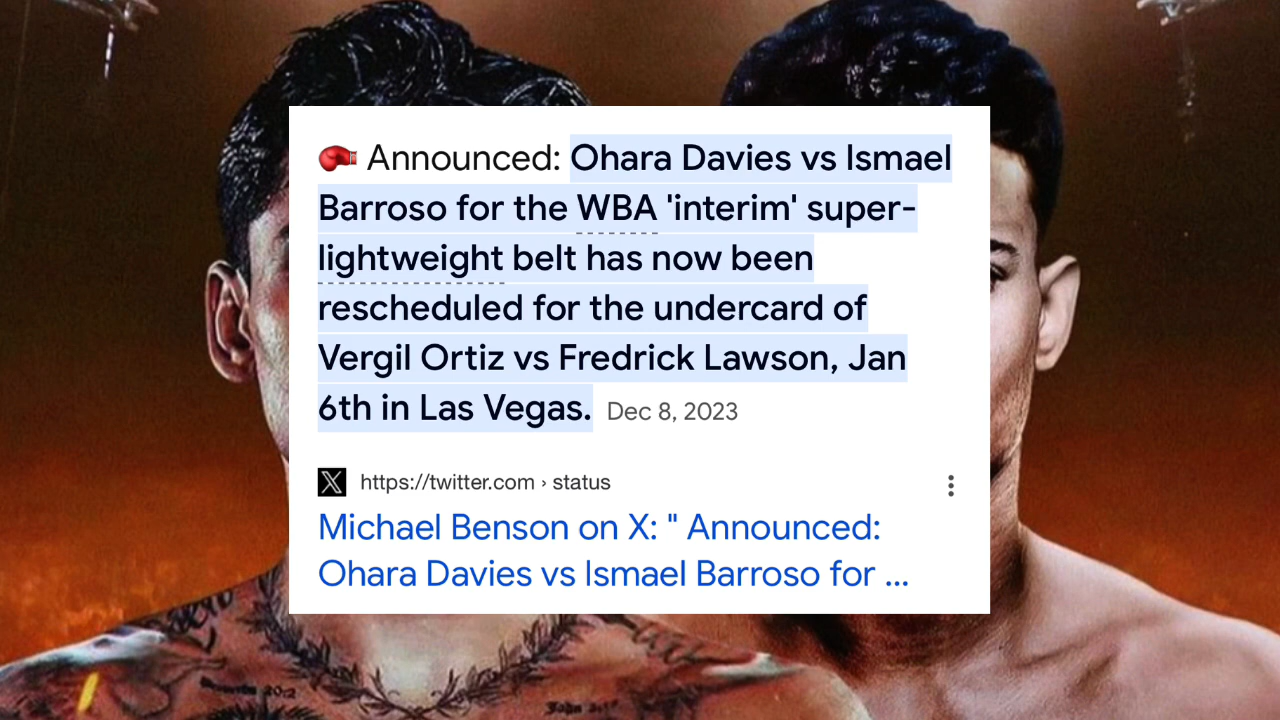 🥊 Announced: Ohara Davies vs Ismael
Barroso for the WBA 'interim' super-
lightweight belt has now been
rescheduled for the undercard of
Vergil Ortiz vs Fredrick Lawson, Jan
6th in Las Vegas. Dec 8, 2023
https://twitter.com › status
Michael Benson on X: " Announced:
Ohara Davies vs Ismael Barroso for ...